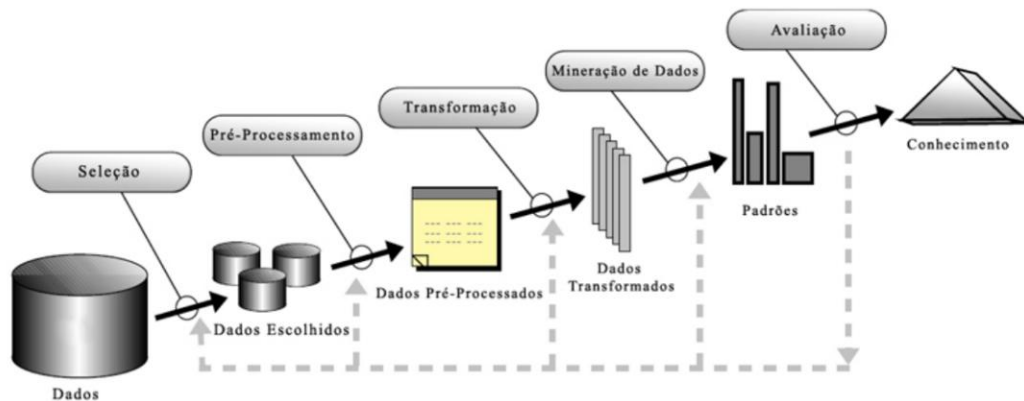 Avaliação
Mineração de Dados
Transformação
Pré-Processamento
Seleção
Conhecimento
Padrões
Dados
Transformados
Dados Pré-Processados
Dados Escolhidos
Dados